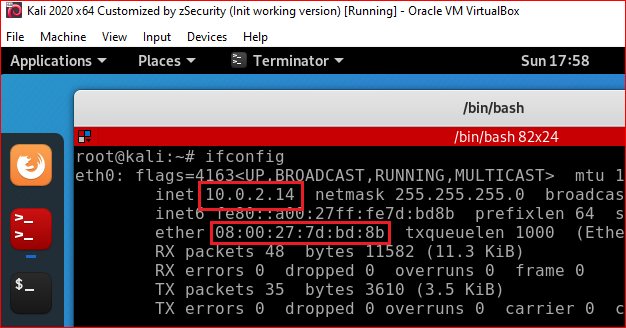 Kali 2020 x64 Customized by zSecurity (Init working version) [Running] - Oracle VM VirtualBox
File Machine View Input Devices Help
Applications Places Terminator Sun 17:58
/bin/bash
/bin/bash 82x24
root@kali:~# ifconfig
eth0: flags=4163<UP,BROADCAST,RUNNING,MULTICAST> mtu 1
inet 10.0.2.14 netmask 255.255.255.0 broadcas
inet6 fe80::a00:27ff:fe7d:bd8b prefixlen 64 s
ether 08:00:27:7d:bd:8b txqueuelen 1000 (Ethe
RX packets 48 bytes 11582 (11.3 KiB)
RX errors 0 dropped 0 overruns 0 frame 0
TX packets 35 bytes 3610 (3.5 KiB)
TX errors 0 dropped 0 overruns 0 carrier 0 c